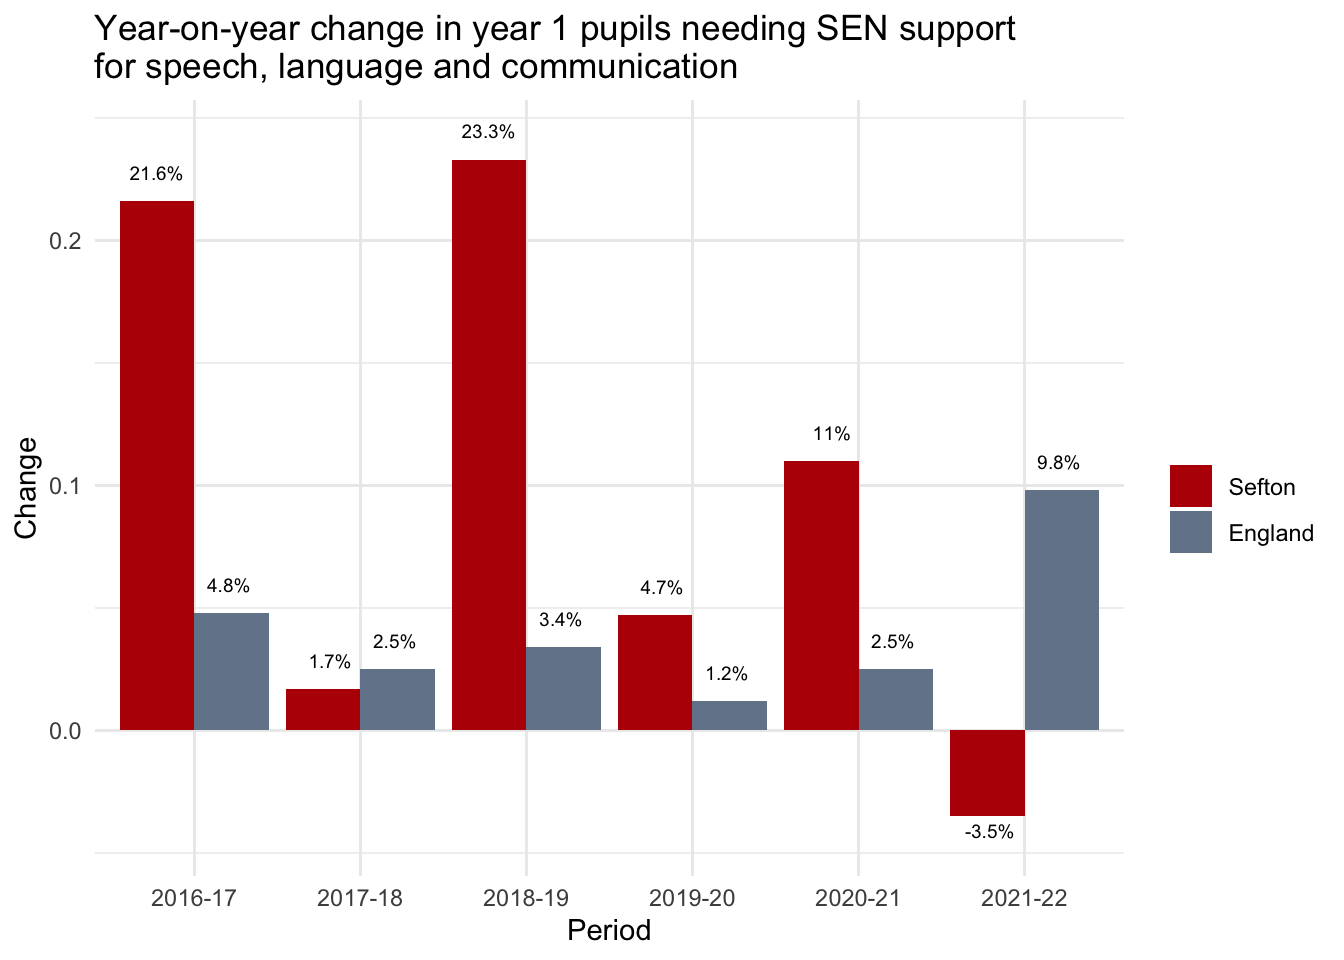 Year-on-year change in year 1 pupils needing SEN support
for speech, language and communication
23.3%
21.6%
0.2
11%
9.8%
Change
0.1
Sefton
England
4.8%
4.7%
3.4%
2.5%
2.5%
1.7%
1.2%
0.0
-3.5%
2016-17 2017-18 2018-19 2019-20 2020-21 2021-22
Period